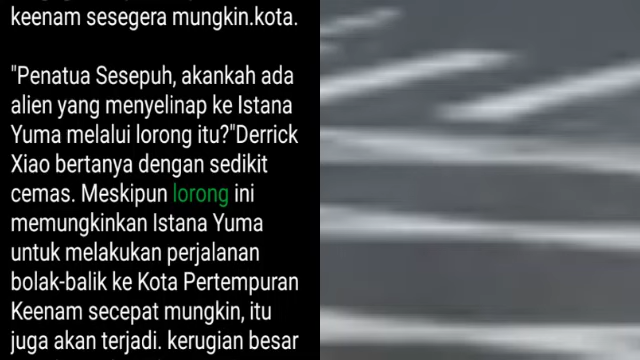 keenam sesegera mungkin.kota.
"Penatua Sesepuh, akankah ada
alien yang menyelinap ke Istana
Yuma melalui lorong itu?"Derrick
Xiao bertanya dengan sedikit
cemas. Meskipun lorong ini
memungkinkan Istana Yuma
untuk melakukan perjalanan
bolak-balik ke Kota Pertempuran
Keenam secepat mungkin, itu
juga akan terjadi. kerugian besar